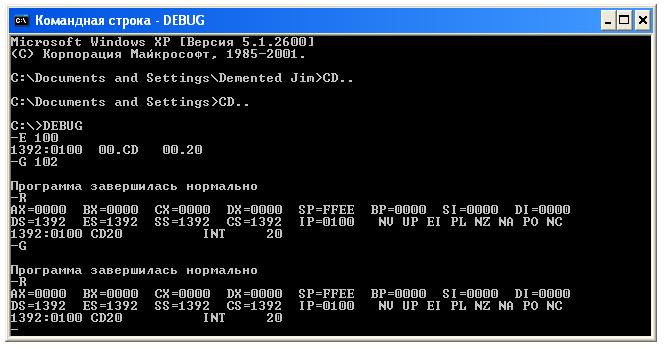 Командная строка - DEBUG
Microsoft Windows XP [Версия 5.1.2600]
(C) Корпорация Майкрософт, 1985-2001.
C:\Documents and Settings\Demented Jim>CD..
C:\Documents and Settings>CD..
C:\>DEBUG
-E 100
1392:0100  00.CD   00.20
-G 102
Программа завершилась нормально
-R
AX=0000  BX=0000  CX=0000  DX=0000  SP=FFEE  BP=0000  SI=0000  DI=0000
DS=1392  ES=1392  SS=1392  CS=1392  IP=0100   NV UP EI PL NZ NA PO NC
1392:0100 CD20          INT     20
-G
Программа завершилась нормально
-R
AX=0000  BX=0000  CX=0000  DX=0000  SP=FFEE  BP=0000  SI=0000  DI=0000
DS=1392  ES=1392  SS=1392  CS=1392  IP=0100   NV UP EI PL NZ NA PO NC
1392:0100 CD20          INT     20
-